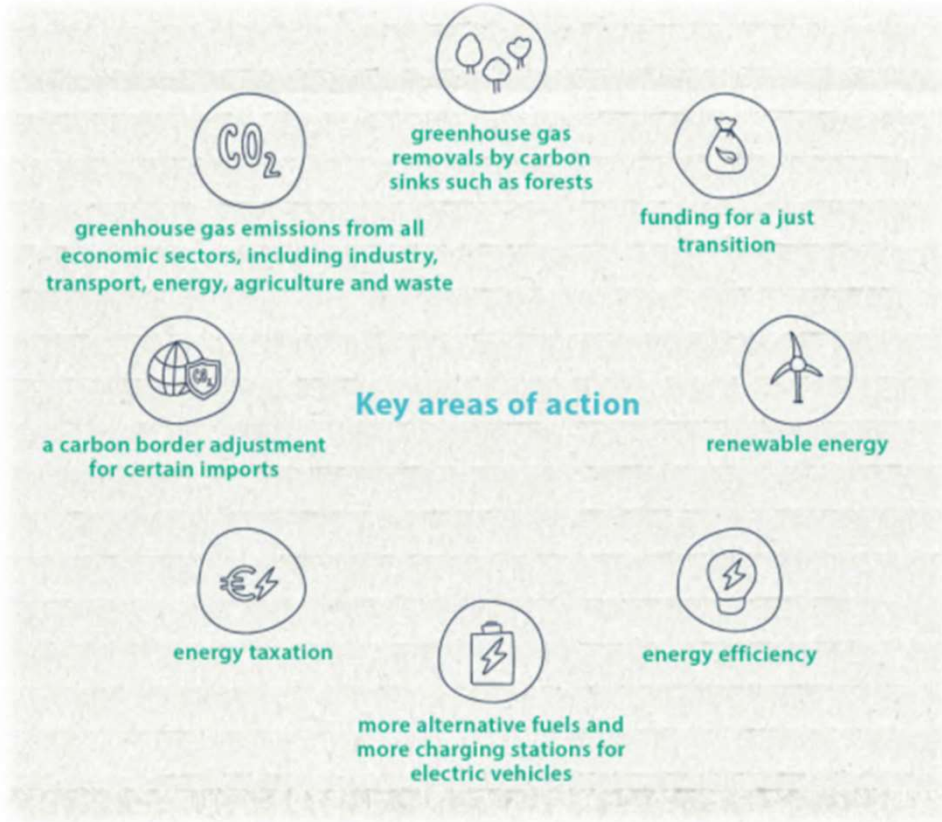 greenhouse gas
removals by carbon
sinks such as forests
CO2
greenhouse gas emissions from all
economic sectors, including industry,
transport, energy, agriculture and waste
funding for a just
transition
CO2
a carbon border adjustment
for certain imports
Key areas of action
renewable energy
€
energy taxation
energy efficiency
more alternative fuels and
more charging stations for
electric vehicles